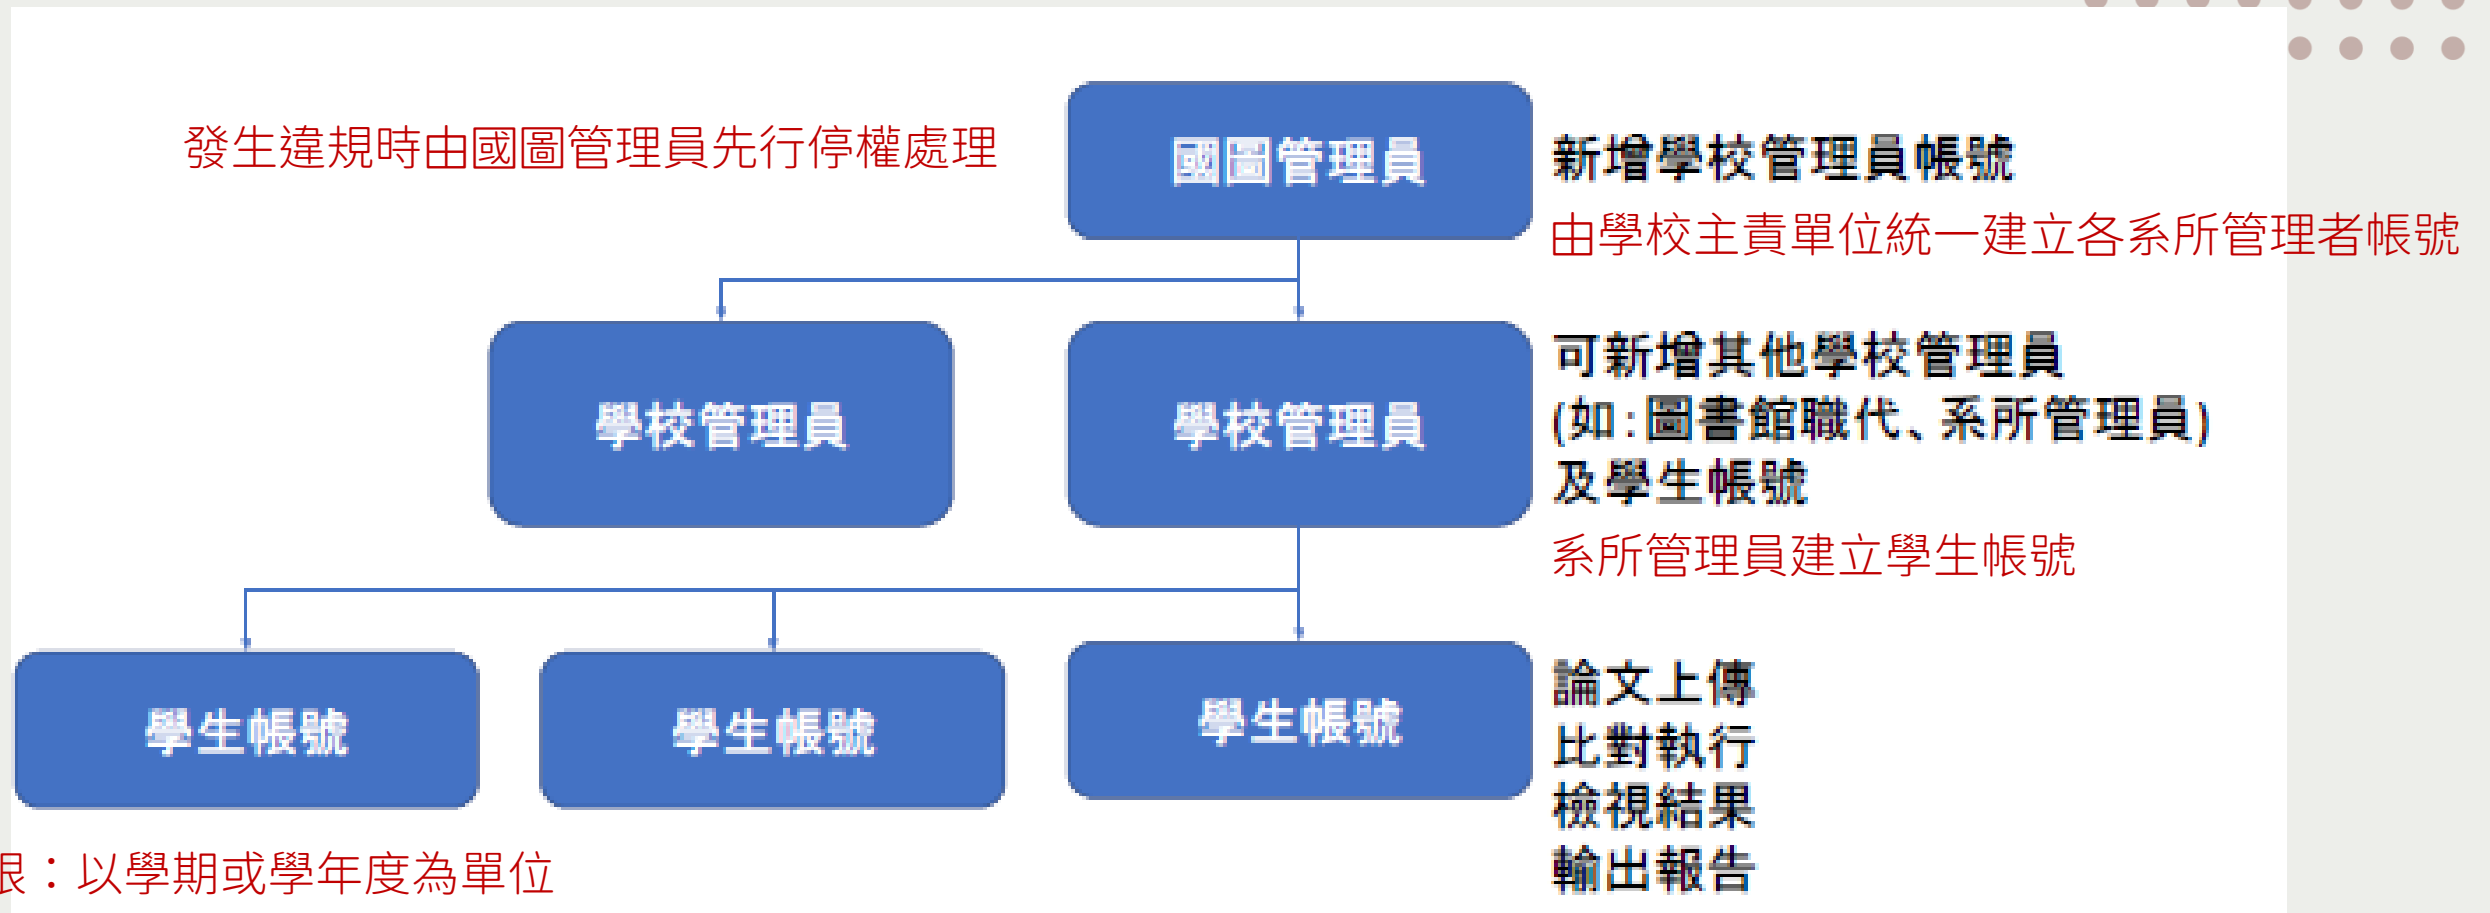 發生違規時由國圖管理員先行停權處理
國圖管理員
新增學校管理員帳號
由學校主責單位統一建立各系所管理者帳號
學校管理員
學校管理員
可新增其他學校管理員
(如:圖書館職代、系所管理員)
及學生帳號
系所管理員建立學生帳號
學生帳號
學生帳號
學生帳號
論文上傳
比對執行
檢視結果
輸出報告
：以學期或學年度為單位